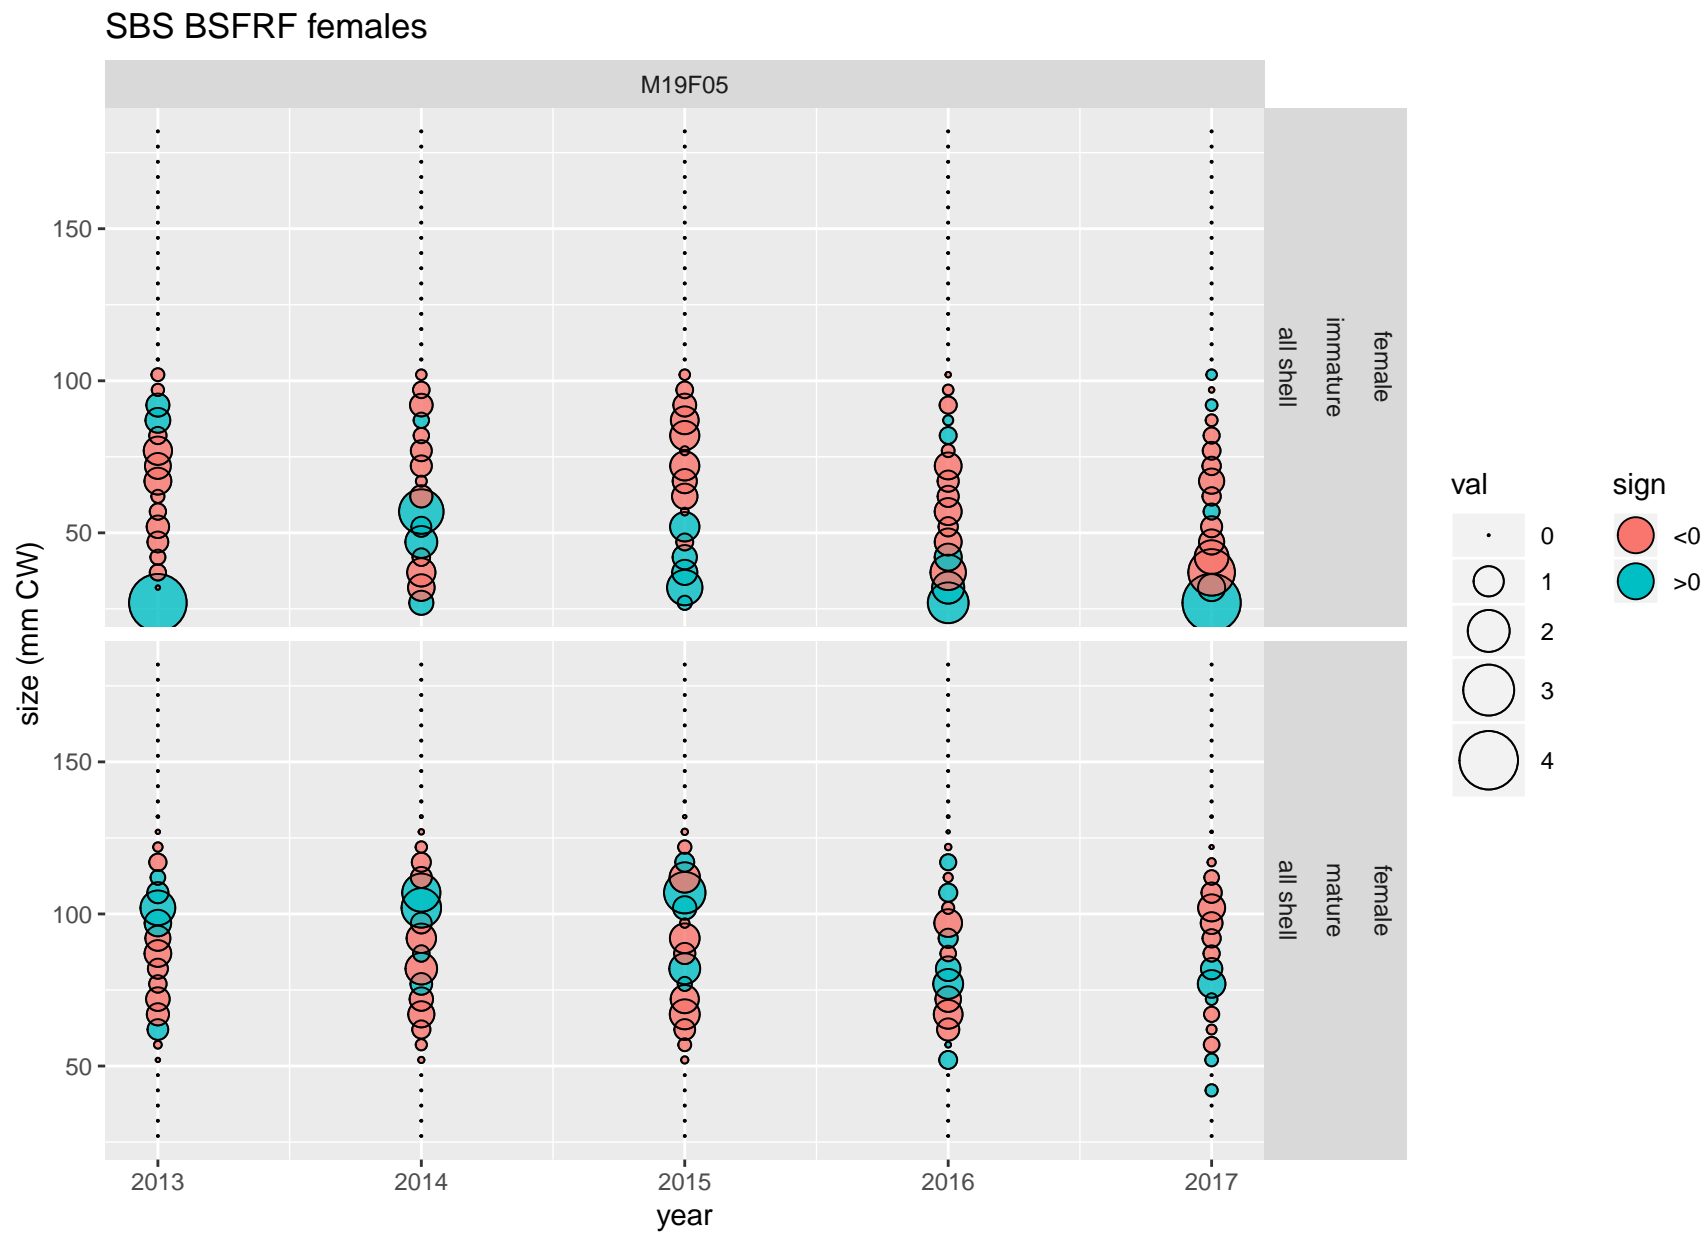 SBS BSFRF females
M19F05
150
100
50
female
immature
all shell
150
100
50
female
mature
all shell
size (mm CW)
2013
2014
2015
2016
2017
year
val
0
1
2
3
4
sign
<0
>0